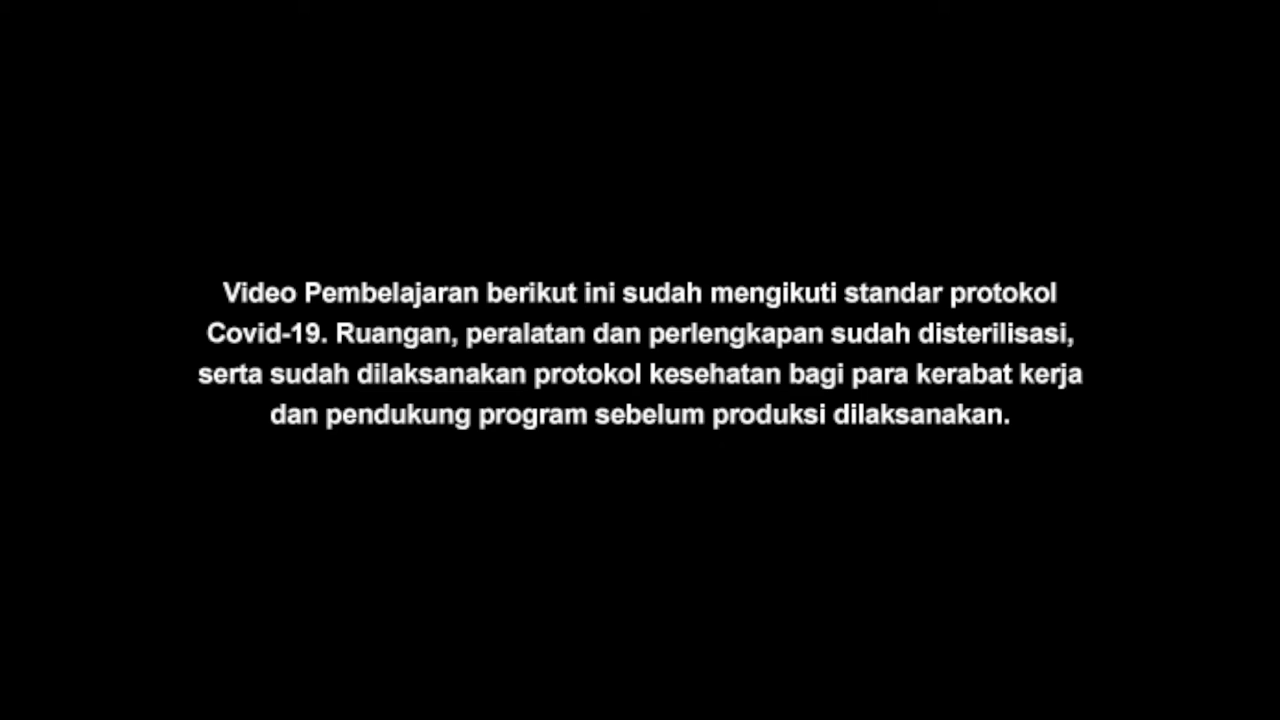 Video Pembelajaran berikut ini sudah mengikuti standar protokol
Covid-19. Ruangan, peralatan dan perlengkapan sudah disterilisasi,
serta sudah dilaksanakan protokol kesehatan bagi para kerabat kerja
dan pendukung program sebelum produksi dilaksanakan.